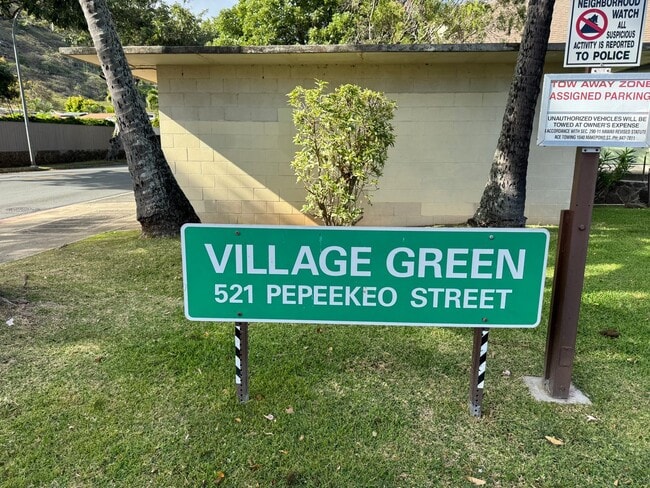 NEIGHBORHOOD
WATCH
ALL
SUSPICIOUS
ACTIVITY IS REPORTED
TO POLICE
TOW AWAY ZONE
ASSIGNED PARKING
UNAUTHORIZED VEHICLES WILL BE
TOWED AT OWNER'S EXPENSE
VILLAGE GREEN
521 PEPEEKEO STREET